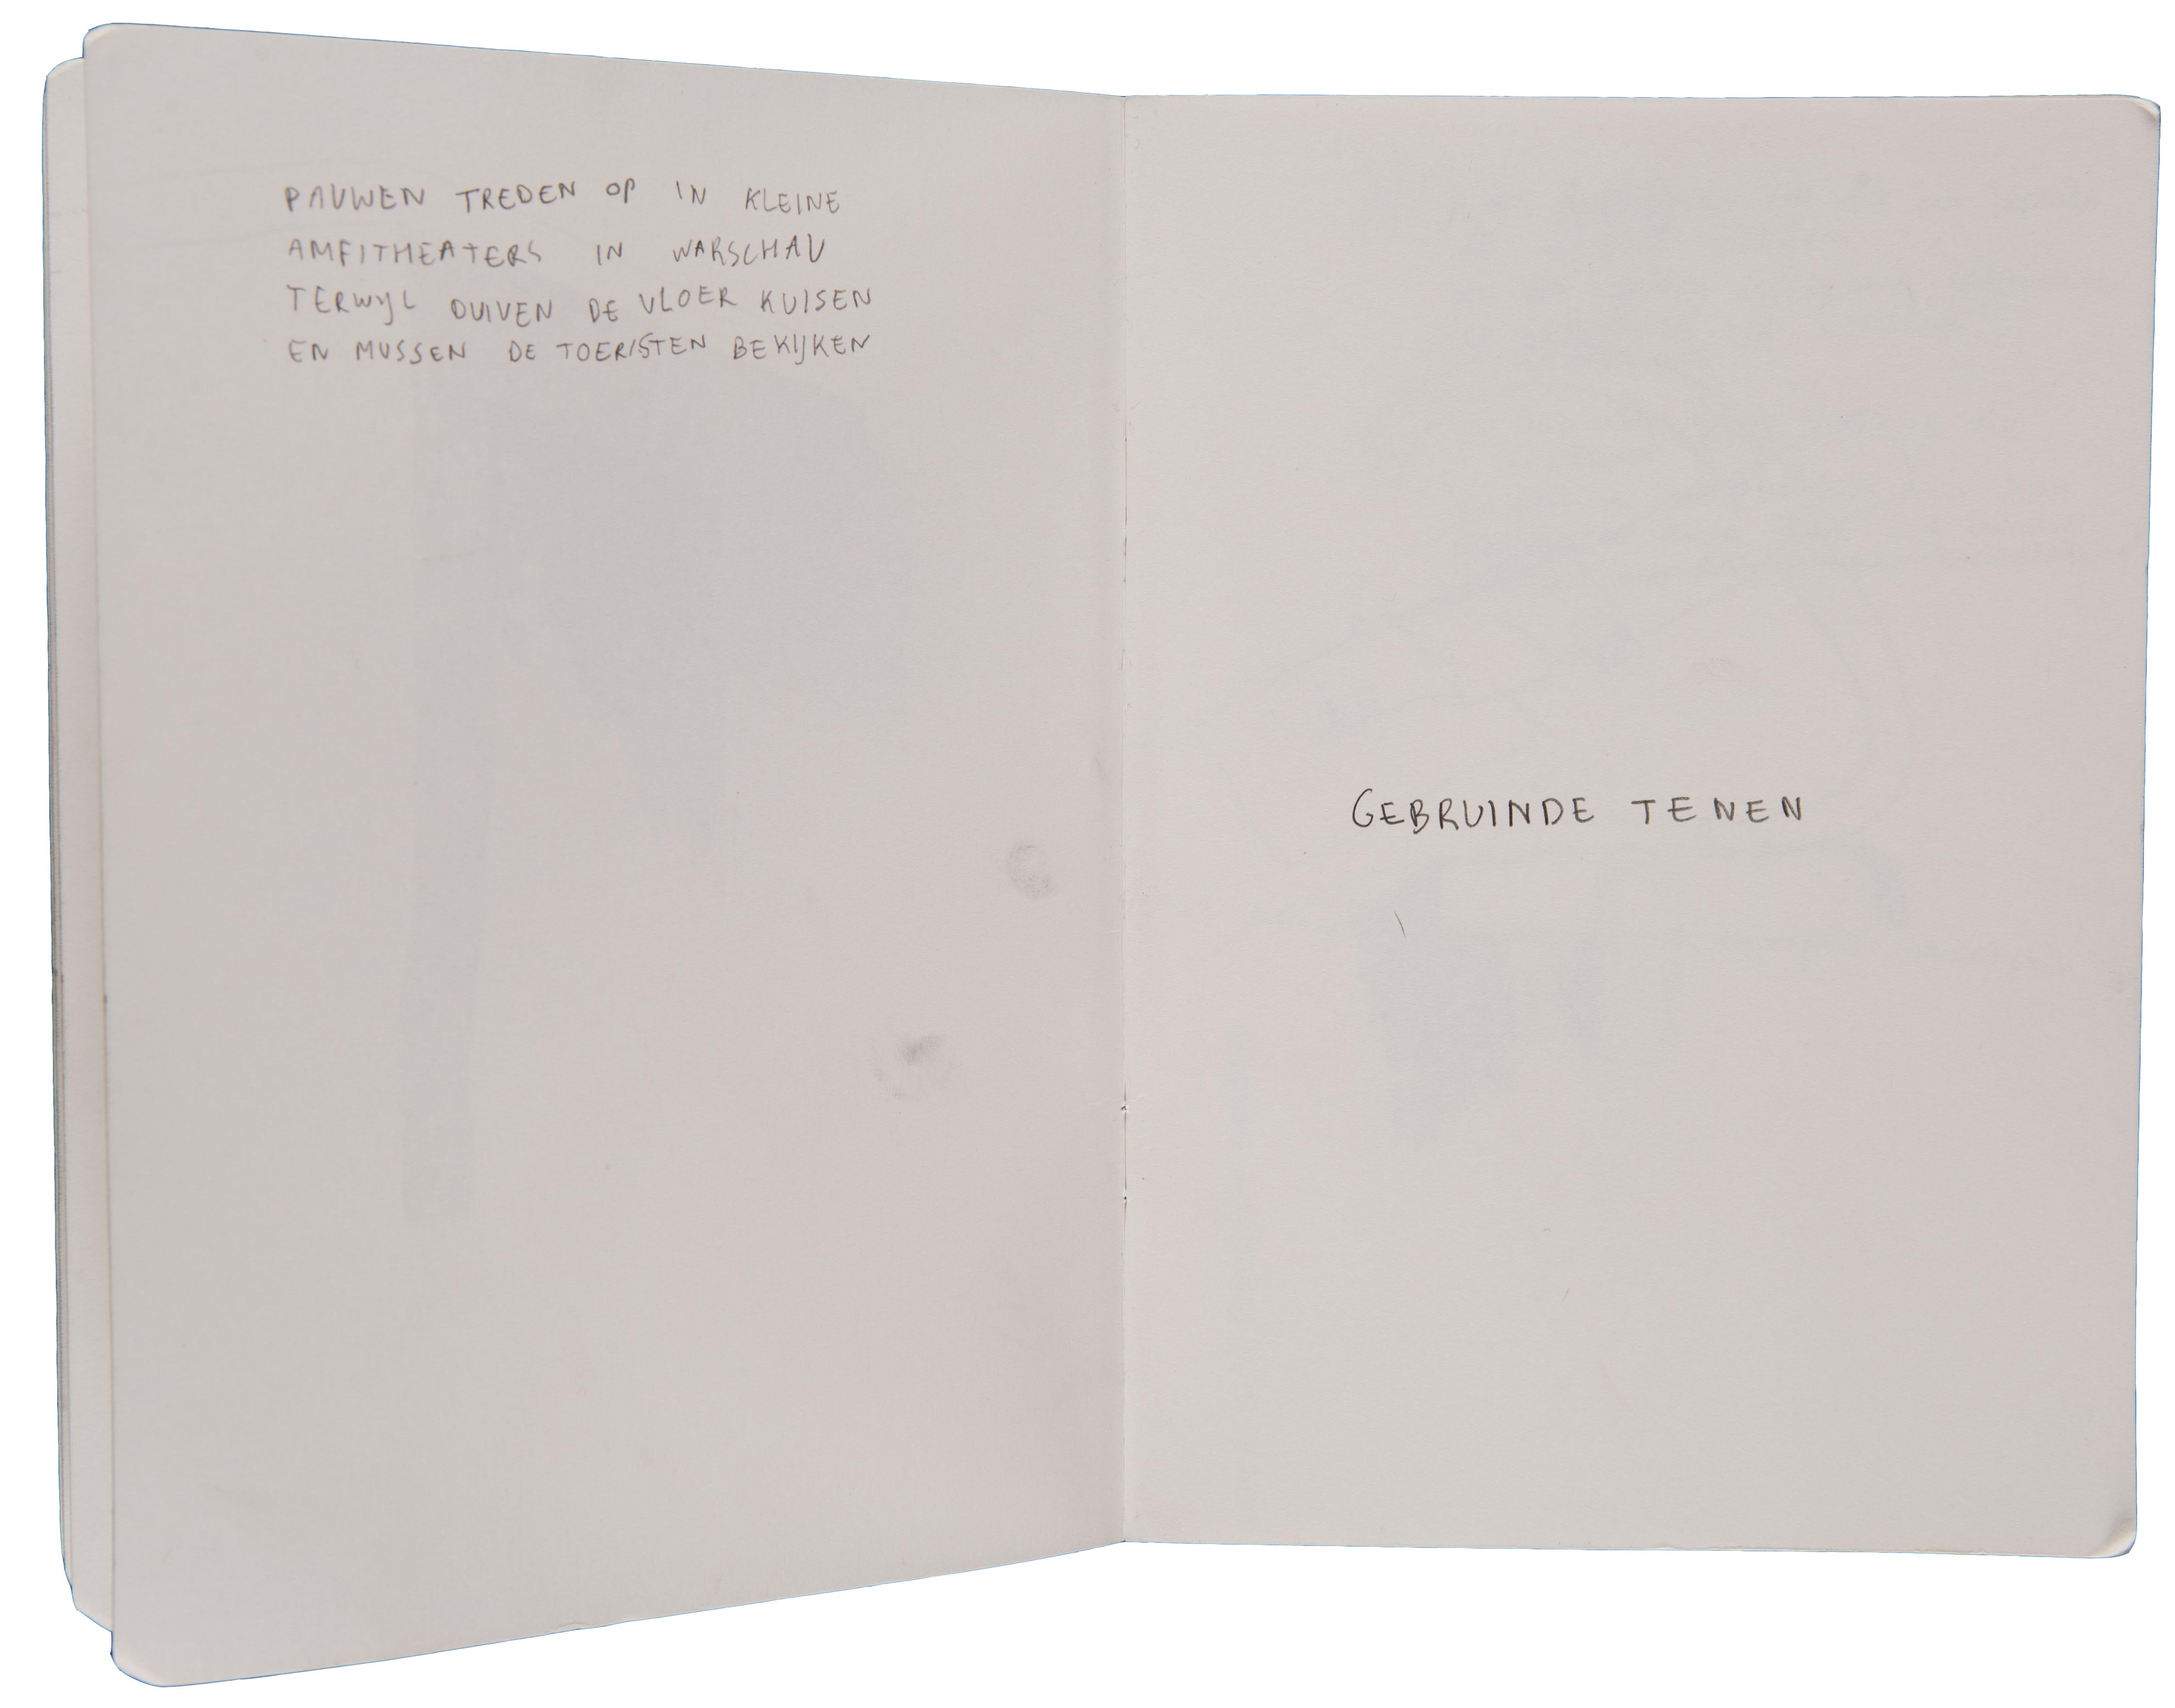 PAUWEN TREDEN OP IN KLEINE
AMFITHEATERS IN WARSCHAU
TERWIJL DUIVEN DE VLOER KUISEN
EN MUSSEN DE TOERISTEN BEKIJKEN
GEBRUINDE TENEN